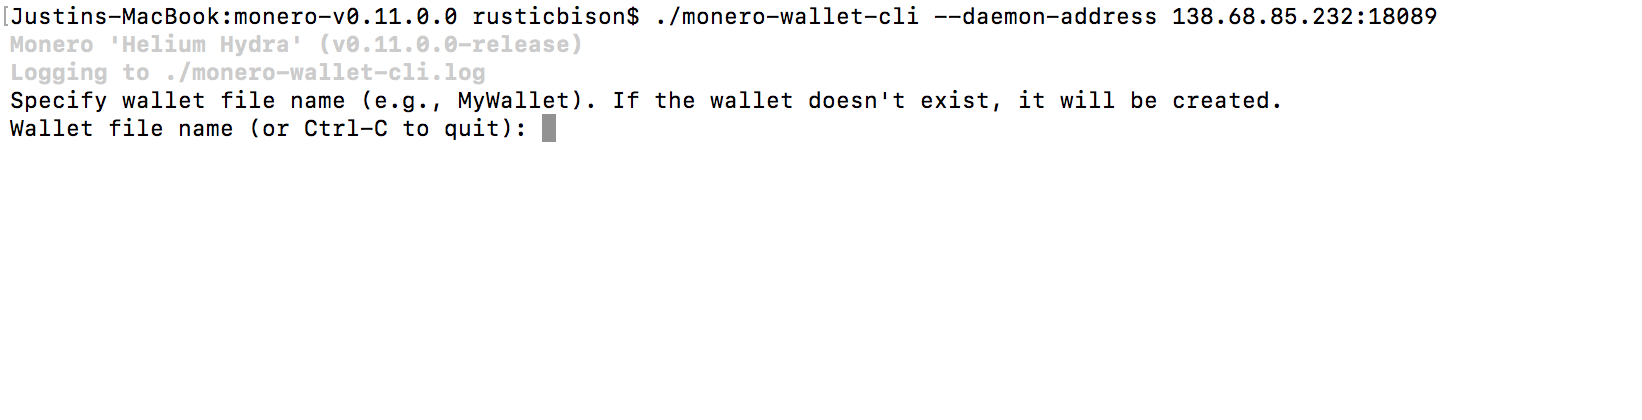 [Justins-MacBook:monero-v0.11.0.0 rusticbison$ ./monero-wallet-cli --daemon-address 138.68.85.232:18089
Monero 'Helium Hydra' (v0.11.0.0-release)
Logging to ./monero-wallet-cli.log
Specify wallet file name (e.g., MyWallet). If the wallet doesn't exist, it will be created.
Wallet file name (or Ctrl-C to quit):